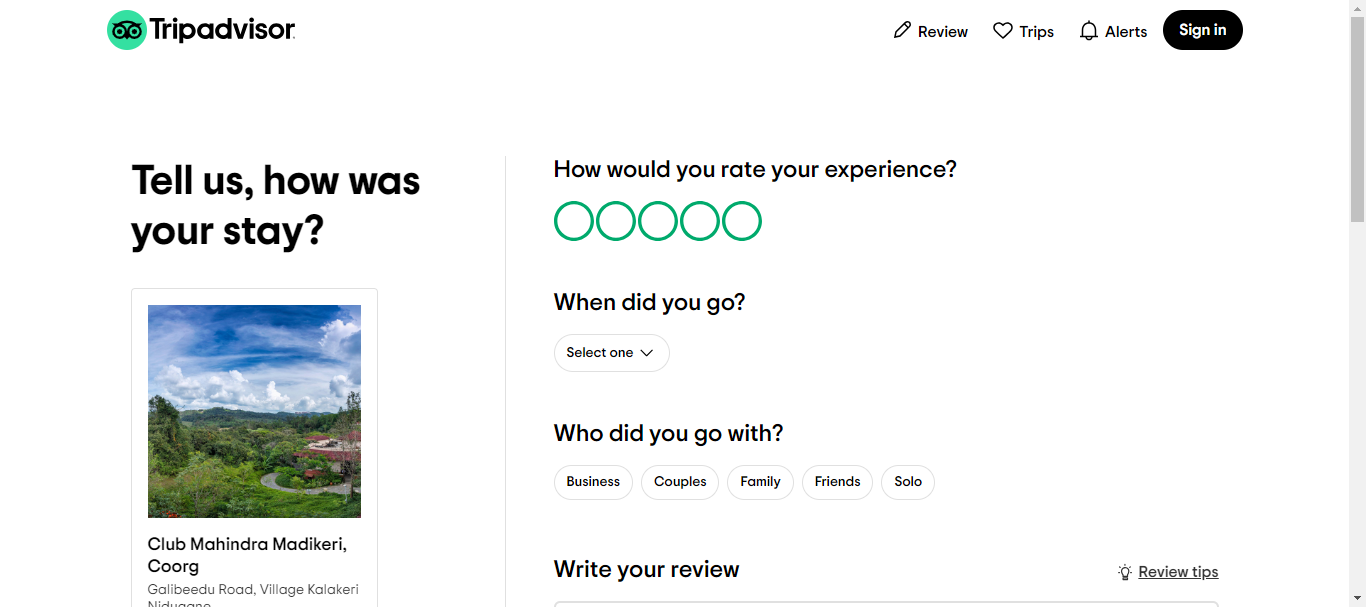 Tripadvisor
Review
Trips
Alerts
Sign in
Tell us, how was
your stay?
Club Mahindra Madikeri,
Coorg
Galibeedu Road, Village Kalakeri
Nidugane
How would you rate your experience?
When did you go?
Select one
Who did you go with?
Business
Couples
Family
Friends
Solo
Write your review
Review tips